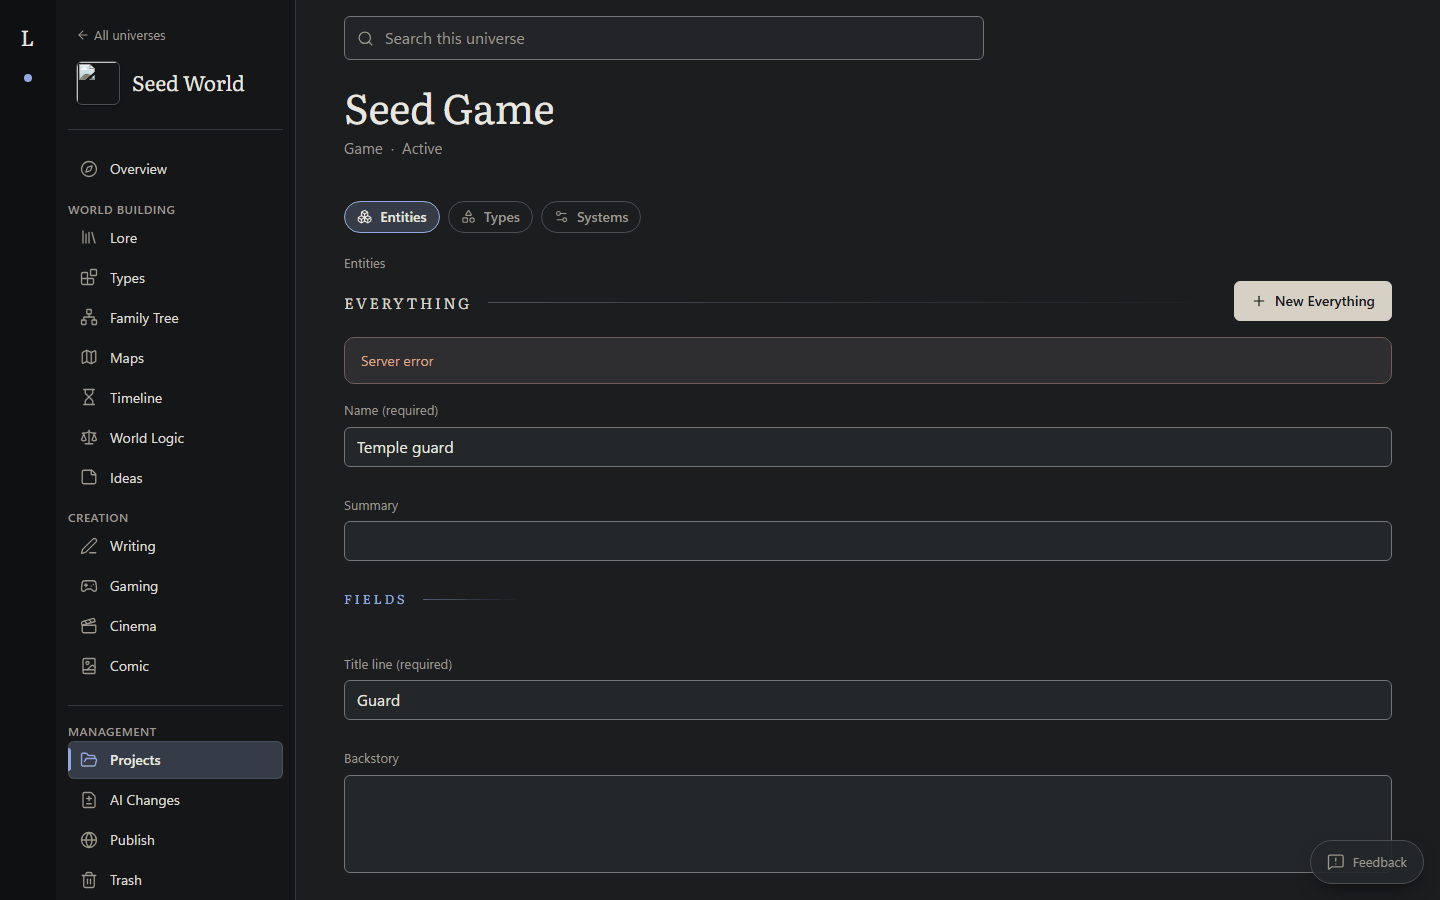 L
All universes
Seed World
Overview
WORLD BUILDING
Lore
Types
Family Tree
Maps
Timeline
World Logic
Ideas
CREATION
Writing
Gaming
Cinema
Comic
MANAGEMENT
Projects
AI Changes
Publish
Trash
Search this universe
Seed Game
Game · Active
Entities
Types
Systems
Entities
EVERYTHING
New Everything
Server error
Name (required)
Temple guard
Summary
FIELDS
Title line (required)
Guard
Backstory
Feedback